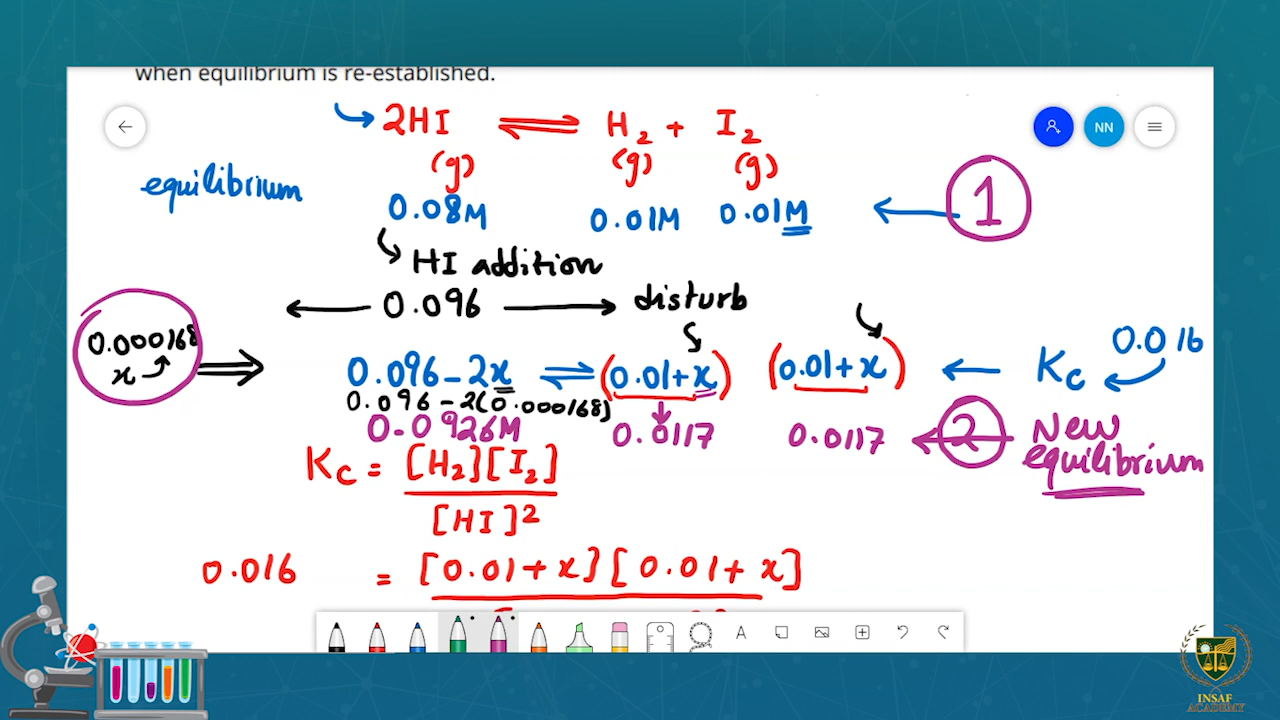 when equilibrium is re-established.
2HI ⇌ H₂ + I₂
(g) (g) (g)
equilibrium 0.08M 0.01M 0.01M ← 1
↳ HI addition
← 0.096 → disturb
0.000168
x
⇒ 0.096 - 2x ⇌ (0.01+x) (0.01+x) ← Kc 0.016
0.096 - 2(0.000168)
0.0926M 0.0117 0.0117 ← 2 New equilibrium
Kc = [H₂][I₂]
[HI]²
0.016 = [0.01+x][0.01+x]
NN
A
INSAF
ACADEMY